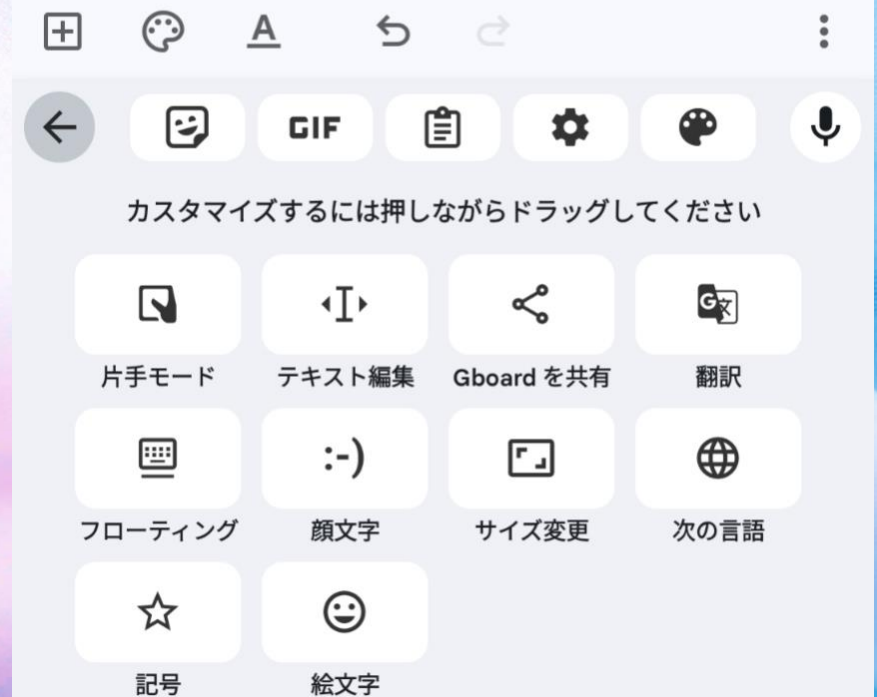 A
GIF
カスタマイズするには押しながらドラッグしてください
片手モード
テキスト編集
Gboard を共有
G 文
翻訳
:-)
フローティング
顔文字
サイズ変更
次の言語
記号
絵文字